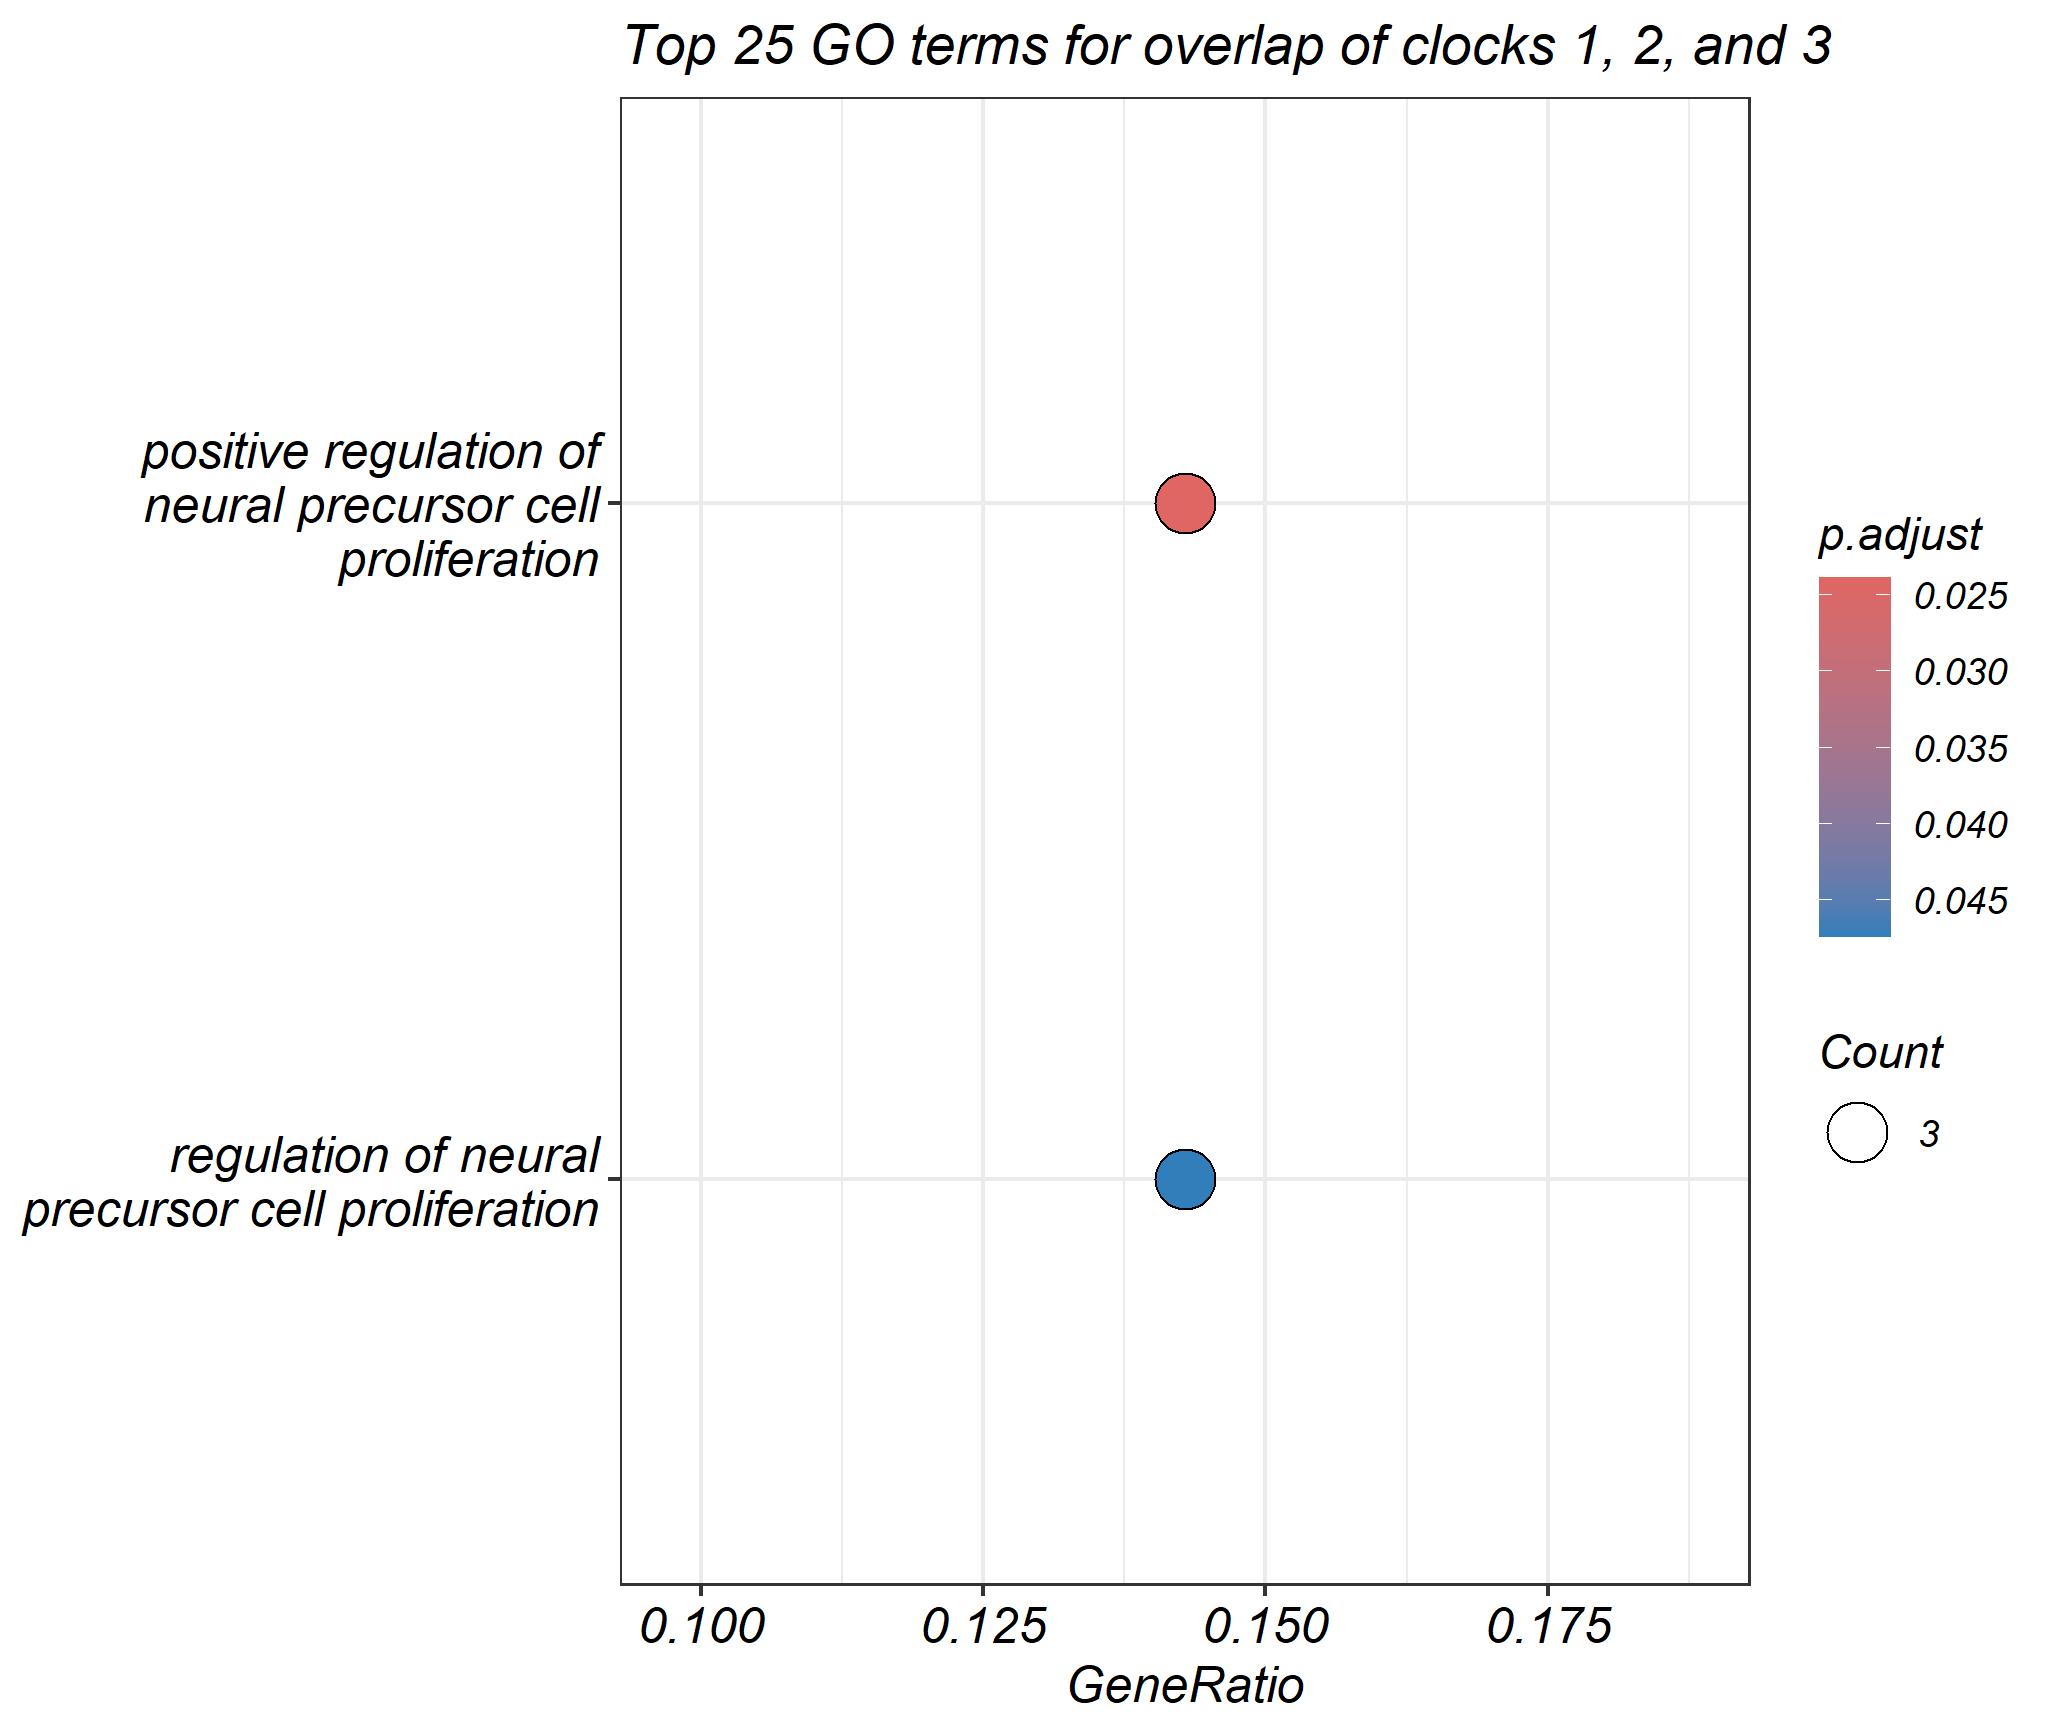 Top 25 GO terms for overlap of clocks 1, 2, and 3
positive regulation of
neural precursor cell
proliferation
regulation of neural
precursor cell proliferation
0.100
0.125
0.150
0.175
GeneRatio
p.adjust
0.025
0.030
0.035
0.040
0.045
Count
3